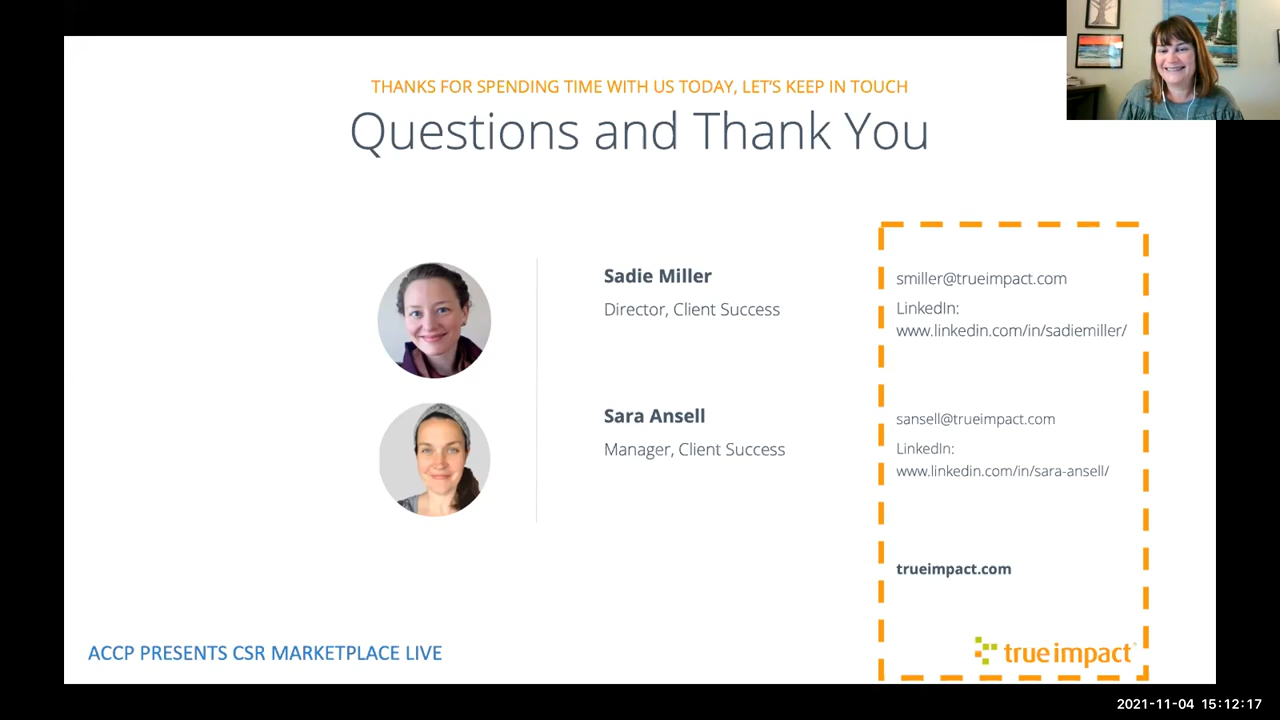 THANKS FOR SPENDING TIME WITH US TODAY, LET'S KEEP IN TOUCH
Questions and Thank You
Sadie Miller
Director, Client Success
smiller@trueimpact.com
LinkedIn:
www.linkedin.com/in/sadiemiller/
Sara Ansell
Manager, Client Success
sansell@trueimpact.com
LinkedIn:
www.linkedin.com/in/sara-ansell/
trueimpact.com
ACCP PRESENTS CSR MARKETPLACE LIVE
true impact
2021-11-04 15:12:17